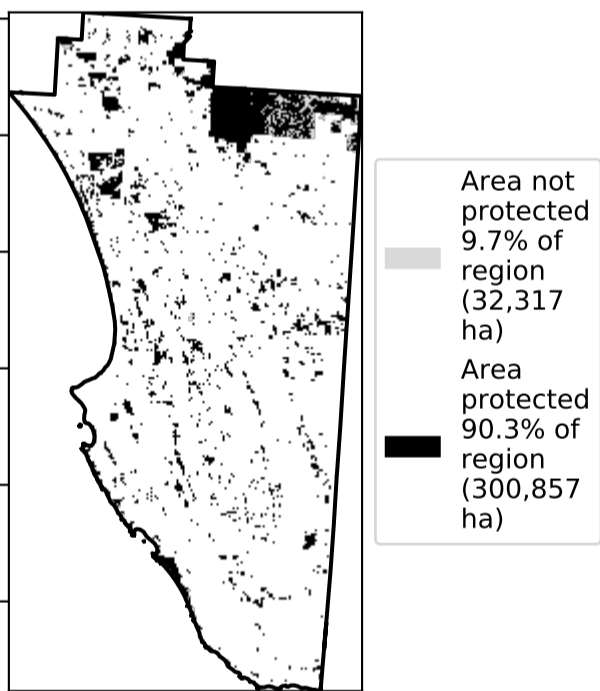 Area not
protected
9.7% of
region
(32,317
ha)
Area
protected
90.3% of
region
(300,857
ha)